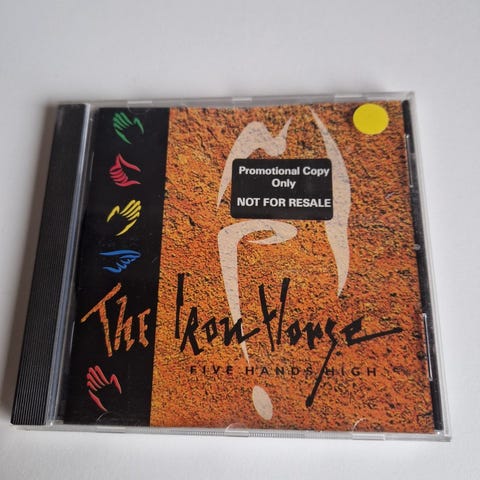 Promotional Copy
Only
NOT FOR RESALE
The Iron Horse
FIVE HANDS HIGH